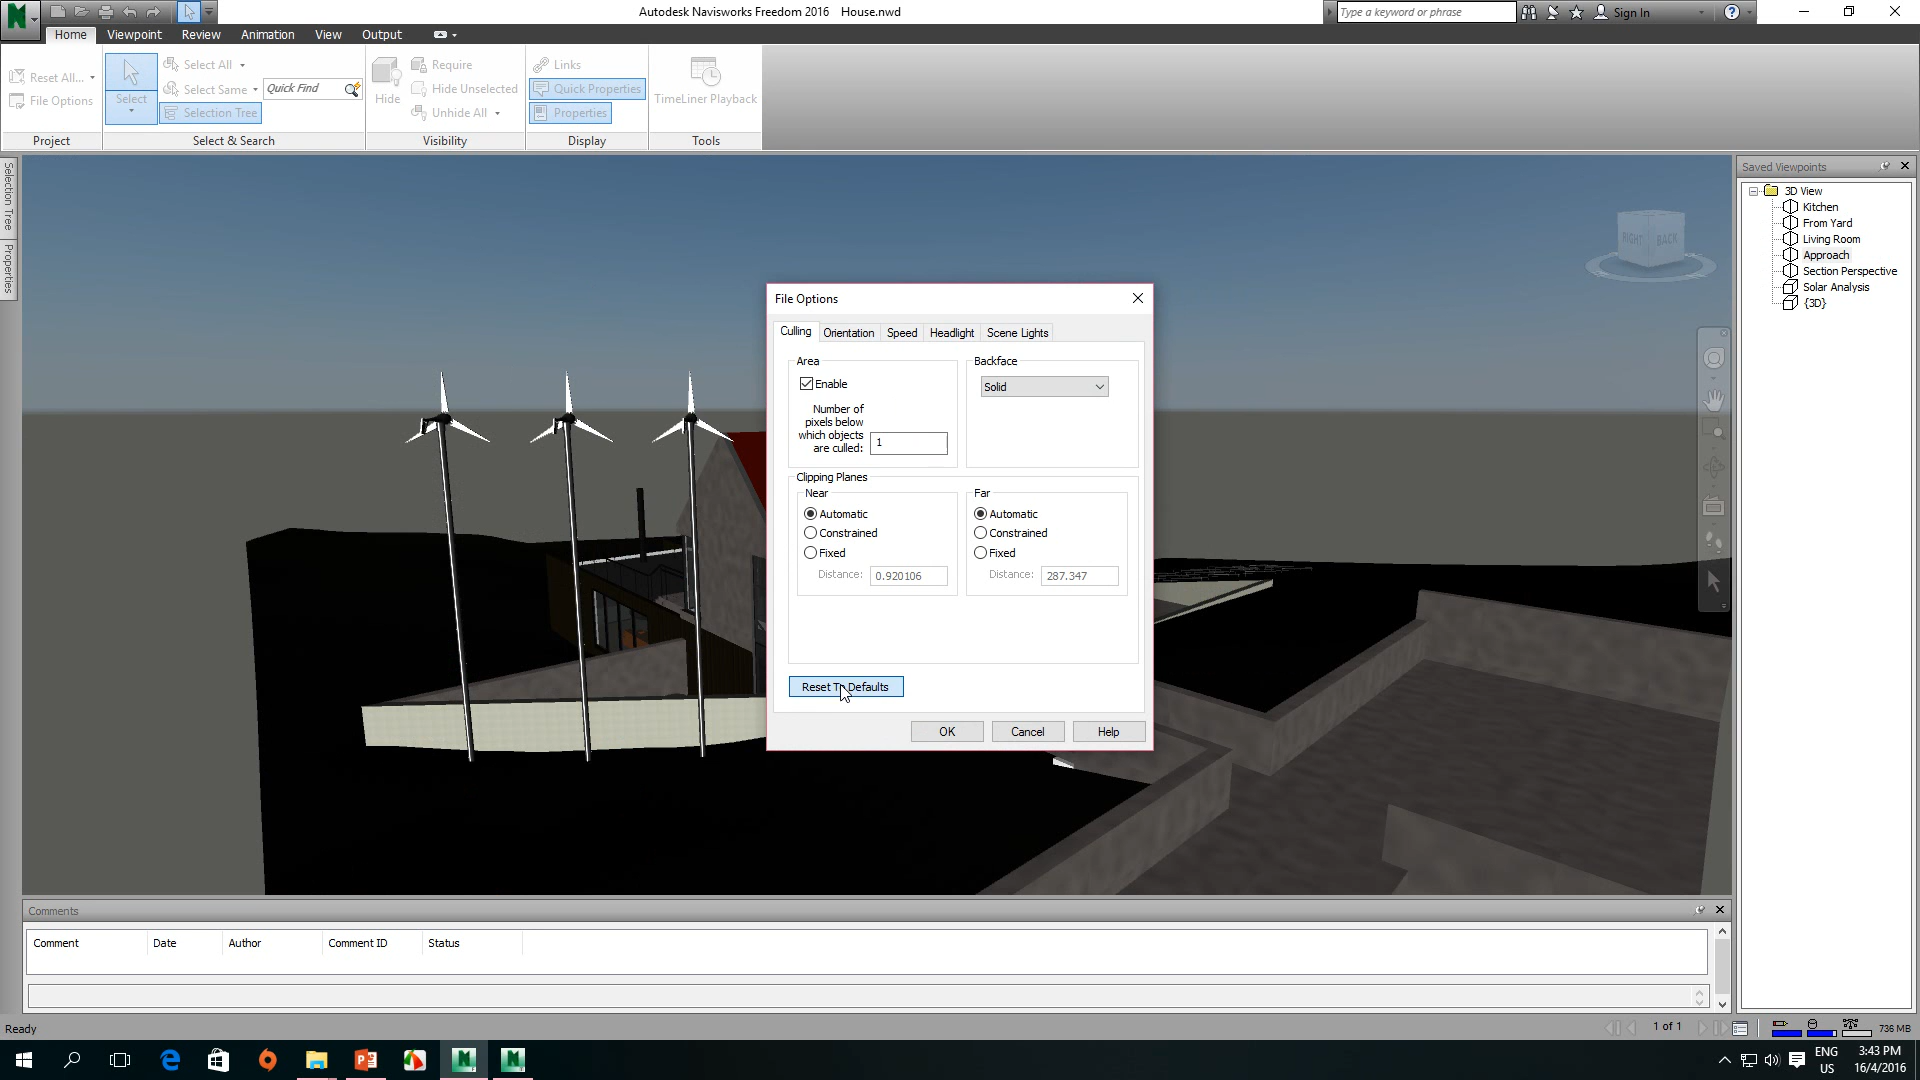 Autodesk Navisworks Freedom 2016 House.nwd
Type a keyword or phrase
Sign In
Home Viewpoint Review Animation View Output
Reset All...
File Options
Project
Select
Select All
Select Same
Quick Find
Selection Tree
Select & Search
Hide
Require
Hide Unselected
Unhide All
Visibility
Links
Quick Properties
Properties
Display
TimeLiner Playback
Tools
Selection Tree
Properties
RIGHT BACK
File Options
Culling Orientation Speed Headlight Scene Lights
Area
Enable
Number of
pixels below
which objects
are culled: 1
Backface
Solid
Clipping Planes
Near
Automatic
Constrained
Fixed
Distance: 0.920106
Far
Automatic
Constrained
Fixed
Distance: 287.347
Reset To Defaults
OK Cancel Help
Saved Viewpoints
3D View
Kitchen
From Yard
Living Room
Approach
Section Perspective
Solar Analysis
{3D}
Comments
Comment Date Author Comment ID Status
Ready
1 of 1
736 MB
ENG
US
3:43 PM
16/4/2016